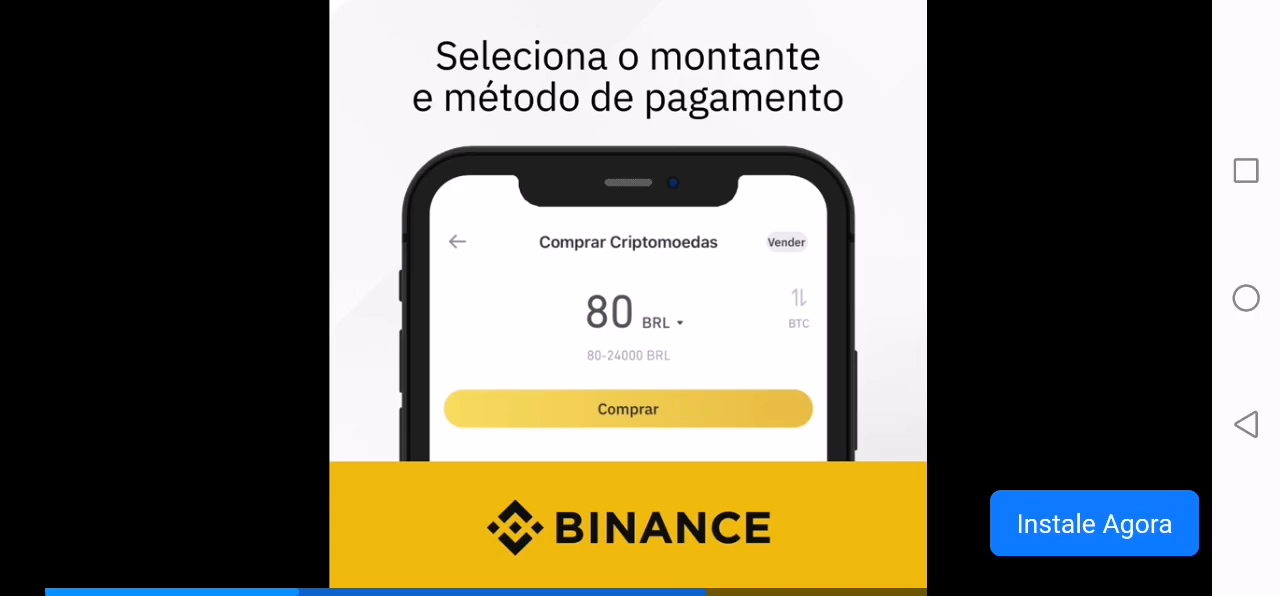 Seleciona o montante
e método de pagamento
Comprar Criptomoedas
Vender
80 BRL
BTC
80-24000 BRL
Comprar
BINANCE
Instale Agora